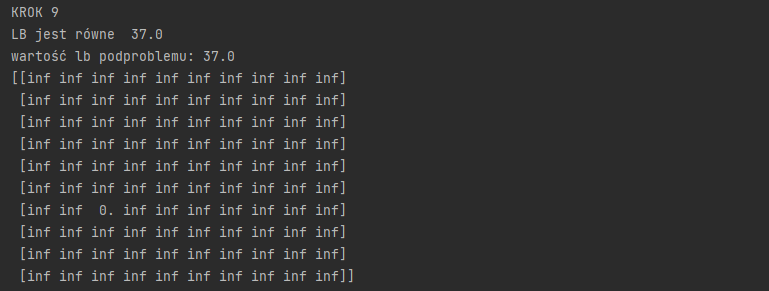 KROK 9
LB jest równe  37.0
wartość lb podproblemu: 37.0
[[inf inf inf inf inf inf inf inf inf inf]
 [inf inf inf inf inf inf inf inf inf inf]
 [inf inf inf inf inf inf inf inf inf inf]
 [inf inf inf inf inf inf inf inf inf inf]
 [inf inf inf inf inf inf inf inf inf inf]
 [inf inf inf inf inf inf inf inf inf inf]
 [inf inf  0. inf inf inf inf inf inf inf]
 [inf inf inf inf inf inf inf inf inf inf]
 [inf inf inf inf inf inf inf inf inf inf]
 [inf inf inf inf inf inf inf inf inf inf]]